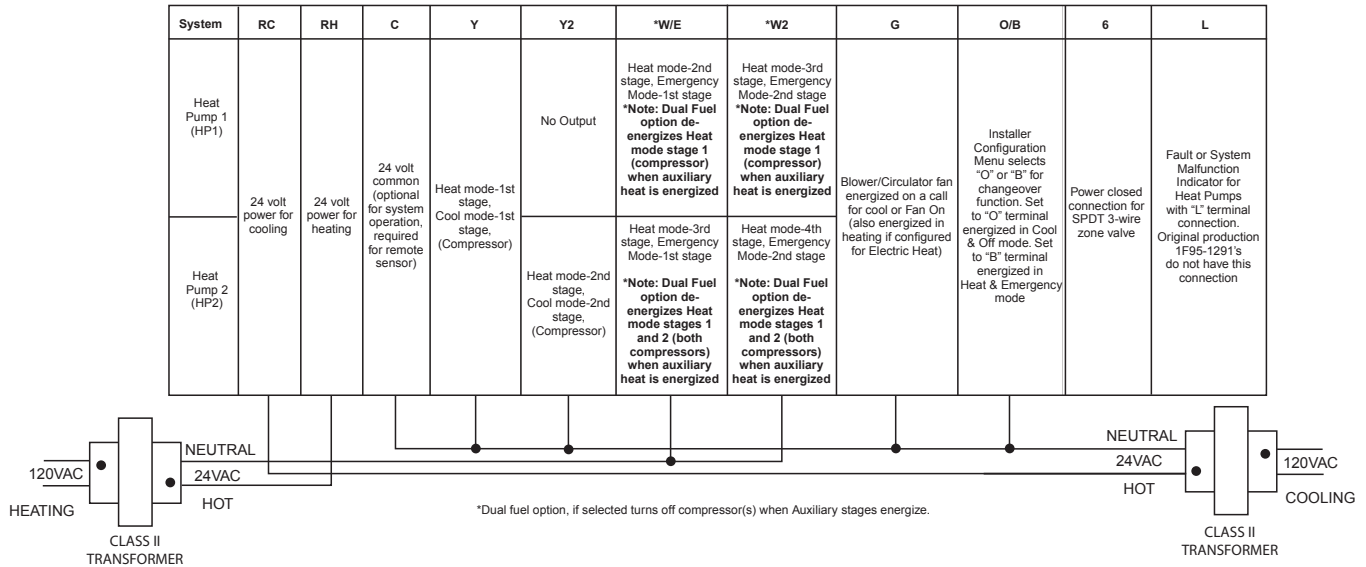 System RC RH C Y Y2 *W/E *W2 G O/B 6 L
Heat
Pump 1
(HP1)
Heat
Pump 2
(HP2)
24 volt
power for
cooling
24 volt
power for
heating
24 volt
common
(optional
for system
operation,
required
for remote
sensor)
Heat mode-1st
stage,
Cool mode-1st
stage,
(Compressor)
No Output
Heat mode-2nd
stage,
Cool mode-2nd
stage,
(Compressor)
Heat mode-2nd
stage, Emergency
Mode-1st stage
*Note: Dual Fuel
option de-
energizes Heat
mode stage 1
(compressor)
when auxiliary
heat is energized
Heat mode-3rd
stage, Emergency
Mode-1st stage
*Note: Dual Fuel
option de-
energizes Heat
mode stages 1
and 2 (both
compressors)
when auxiliary
heat is energized
Heat mode-3rd
stage, Emergency
Mode-2nd stage
*Note: Dual Fuel
option de-
energizes Heat
mode stage 1
(compressor)
when auxiliary
heat is energized
Heat mode-4th
stage, Emergency
Mode-2nd stage
*Note: Dual Fuel
option de-
energizes Heat
mode stages 1
and 2 (both
compressors)
when auxiliary
heat is energized
Blower/Circulator fan
energized on a call
for cool or Fan On
(also energized in
heating if configured
for Electric Heat)
Installer
Configuration
Menu selects
“O” or “B” for
changeover
function. Set
to “O” terminal
energized in Cool
& Off mode. Set
to “B” terminal
energized in
Heat & Emergency
mode
Power closed
connection for
SPDT 3-wire
zone valve
Fault or System
Malfunction
Indicator for
Heat Pumps
with “L” terminal
connection.
Original production
1F95-1291’s
do not have this
connection
120VAC
HEATING
NEUTRAL
24VAC
HOT
CLASS II
TRANSFORMER
*Dual fuel option, if selected turns off compressor(s) when Auxiliary stages energize.
NEUTRAL
24VAC
HOT
120VAC
COOLING
CLASS II
TRANSFORMER